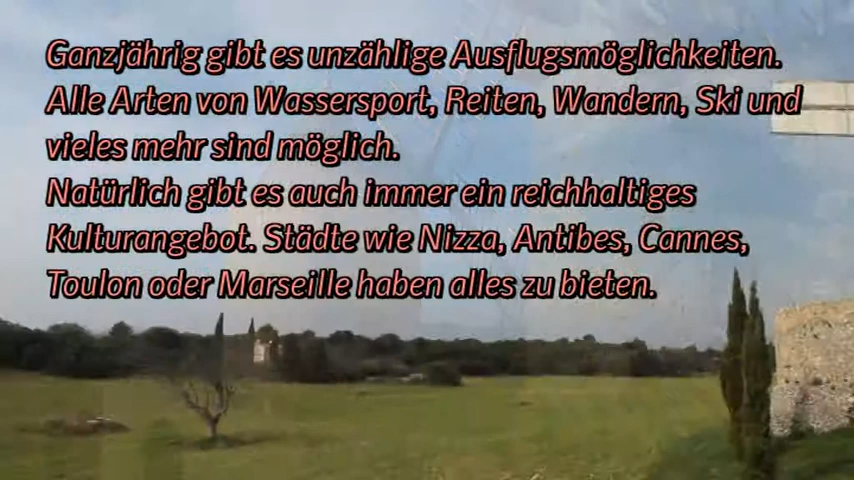 Ganzjährig gibt es unzählige Ausflugsmöglichkeiten.
Alle Arten von Wassersport, Reiten, Wandern, Ski und
vieles mehr sind möglich.
Natürlich gibt es auch immer ein reichhaltiges
Kulturangebot. Städte wie Nizza, Antibes, Cannes,
Toulon oder Marseille haben alles zu bieten.